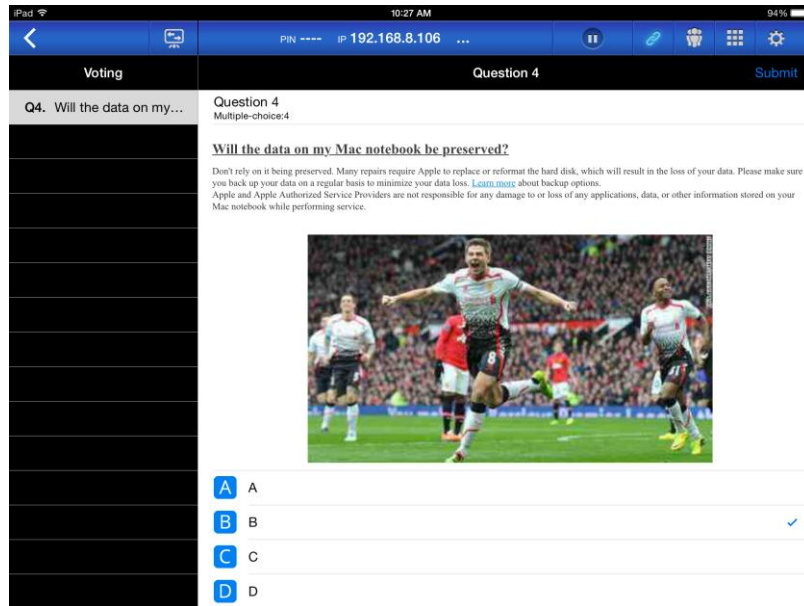 iPad 10:27 AM 94%
PIN ---- IP 192.168.8.106 ... ...
Voting Question 4 Submit
Q4. Will the data on my...
Question 4
Multiple-choice:4
Will the data on my Mac notebook be preserved?
Don't rely on it being preserved. Many repairs require Apple to replace or reformat the hard disk, which will result in the loss of your data. Please make sure
you back up your data on a regular basis to minimize your data loss. Learn more about backup options.
Apple and Apple Authorized Service Providers are not responsible for any damage to or loss of any applications, data, or other information stored on your
Mac notebook while performing service.
8
A A
B B
C C
D D